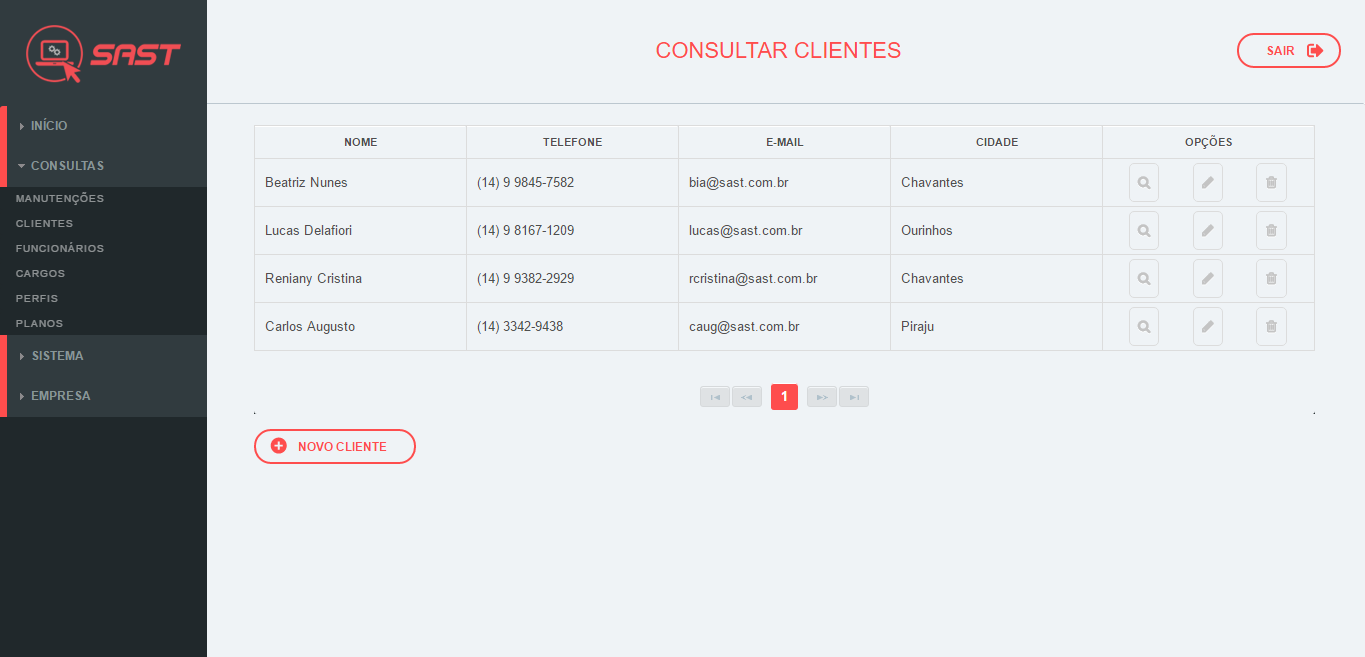 SAST
CONSULTAR CLIENTES
SAIR
INÍCIO
CONSULTAS
MANUTENÇÕES
CLIENTES
FUNCIONÁRIOS
CARGOS
PERFIS
PLANOS
SISTEMA
EMPRESA
NOME TELEFONE E-MAIL CIDADE OPÇÕES
Beatriz Nunes (14) 9 9845-7582 bia@sast.com.br Chavantes
Lucas Delafiori (14) 9 8167-1209 lucas@sast.com.br Ourinhos
Reniany Cristina (14) 9 9382-2929 rcristina@sast.com.br Chavantes
Carlos Augusto (14) 3342-9438 caug@sast.com.br Piraju
1
NOVO CLIENTE